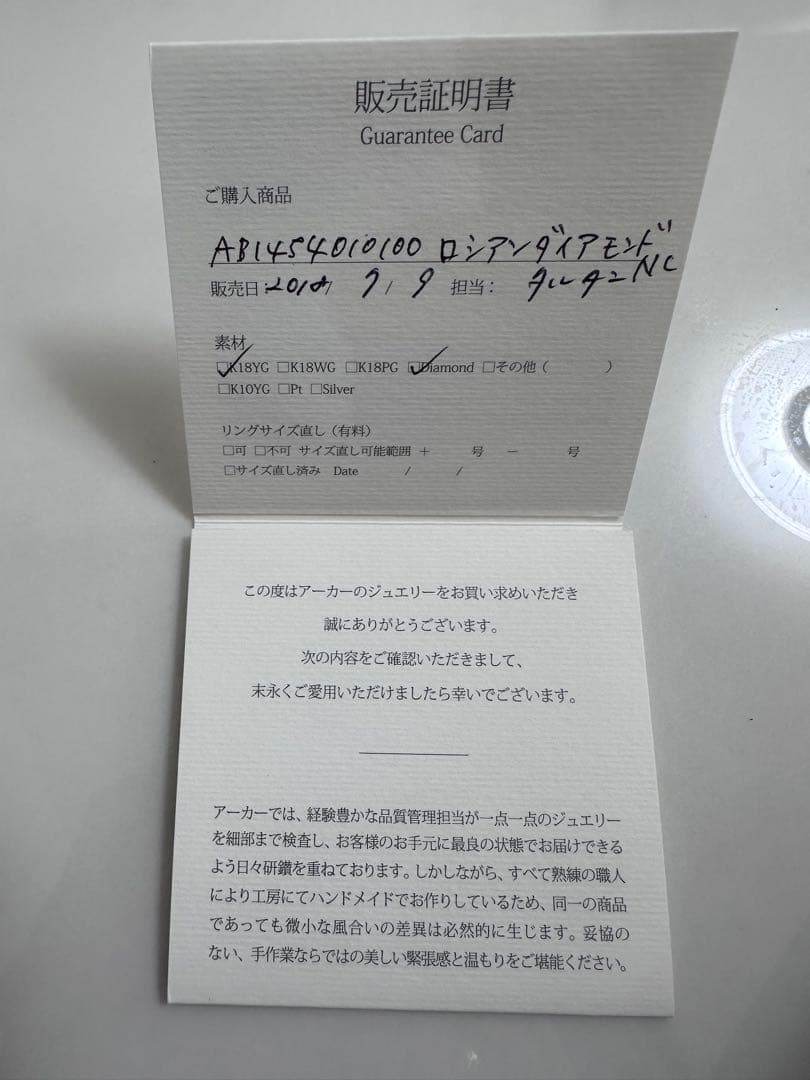 販売証明書
Guarantee Card
ご購入商品
AB1454010100 ロシアンダイアモンド NC
販売日: 2018/ 9 / 9 担当:
素材
☑K18YG □K18WG □K18PG ☑Diamond □その他 ( )
□K10YG □Pt □Silver
リングサイズ直し (有料)
□可 □不可 サイズ直し可能範囲 + 号 － 号
□サイズ直し済み Date / /
この度はアーカーのジュエリーをお買い求めいただき
誠にありがとうございます。
次の内容をご確認いただきまして、
末永くご愛用いただけましたら幸いでございます。
アーカーでは、経験豊かな品質管理担当が一点一点のジュエリー
を細部まで検査し、お客様のお手元に最良の状態でお届けできる
よう日々研鑽を重ねております。しかしながら、すべて熟練の職人
により工房にてハンドメイドでお作りしているため、同一の商品
であっても微小な風合いの差異は必然的に生じます。妥協の
ない、手作業ならではの美しい緊張感と温もりをご堪能ください。